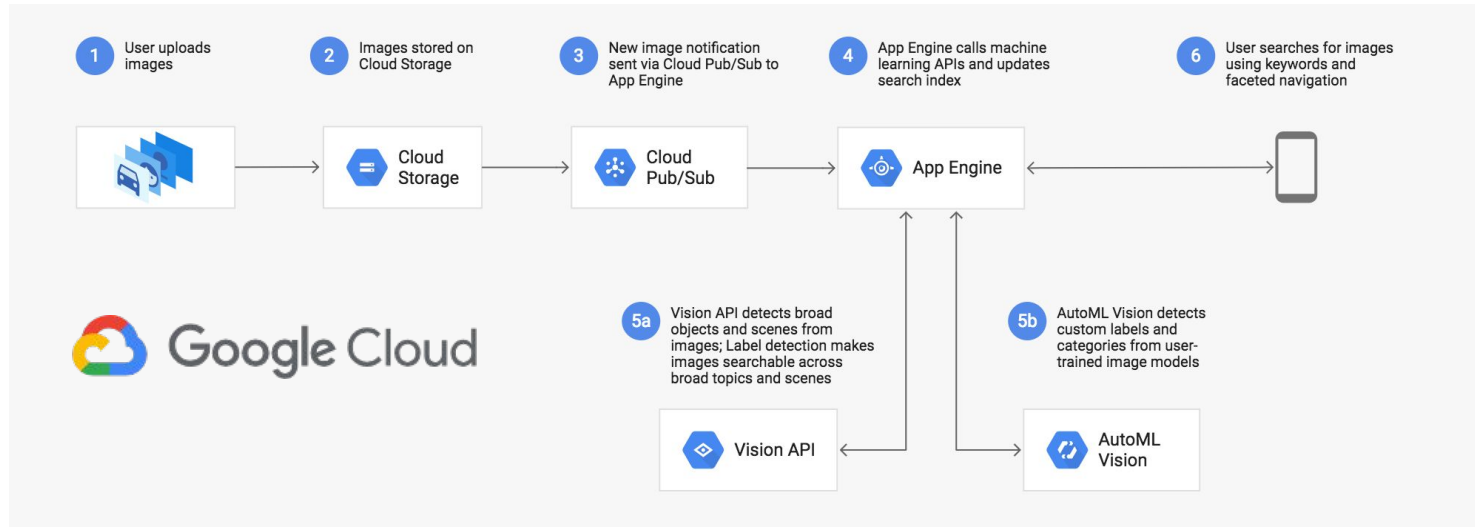 1
User uploads
images
2
Images stored on
Cloud Storage
3
New image notification
sent via Cloud Pub/Sub to
App Engine
4
App Engine calls machine
learning APIs and updates
search index
6
User searches for images
using keywords and
faceted navigation
Cloud
Storage
Cloud
Pub/Sub
App Engine
Google Cloud
5a
Vision API detects broad
objects and scenes from
images; Label detection makes
images searchable across
broad topics and scenes
5b
AutoML Vision detects
custom labels and
categories from user-
trained image models
Vision API
AutoML
Vision